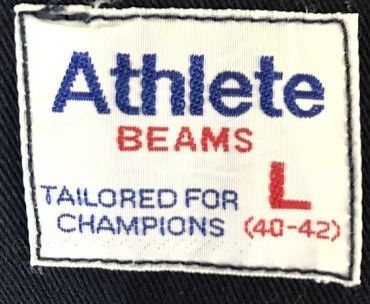 Athlete
BEAMS
L
TAILORED FOR
CHAMPIONS (40-42)